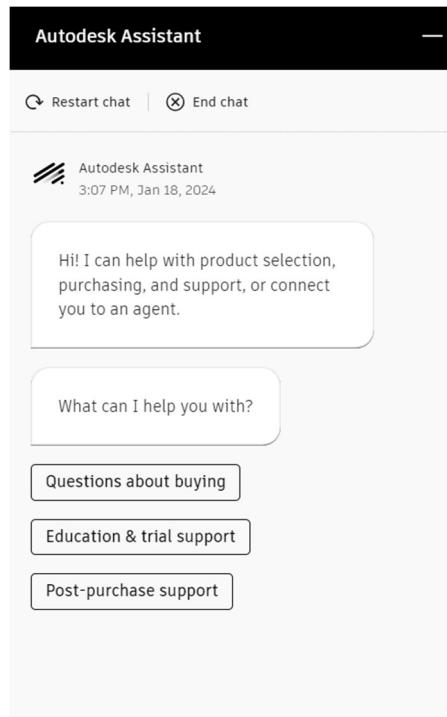 Autodesk Assistant
Restart chat
End chat
Autodesk Assistant
3:07 PM, Jan 18, 2024
Hi! I can help with product selection,
purchasing, and support, or connect
you to an agent.
What can I help you with?
Questions about buying
Education & trial support
Post-purchase support